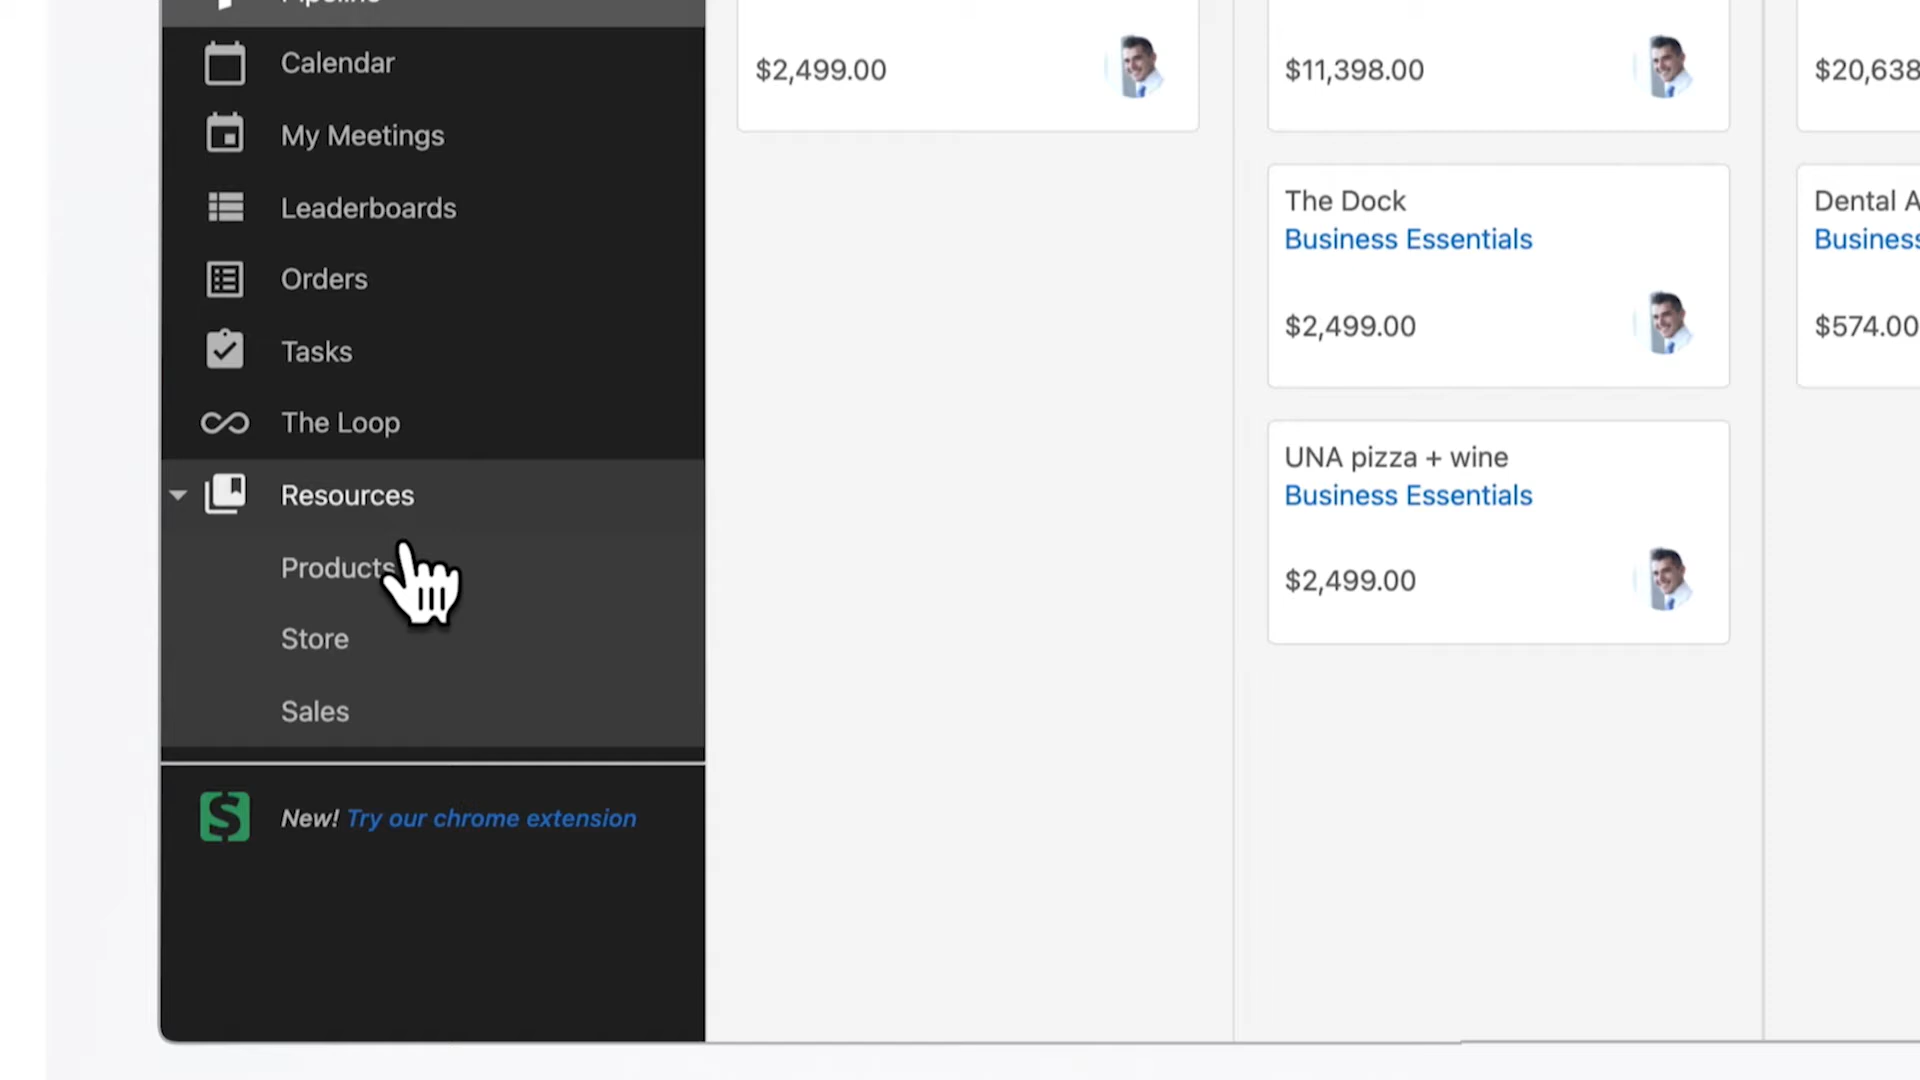 Pipeline
Calendar
My Meetings
Leaderboards
Orders
Tasks
The Loop
Resources
Products
Store
Sales
New! Try our chrome extension
$2,499.00
$11,398.00
The Dock
Business Essentials
$2,499.00
UNA pizza + wine
Business Essentials
$2,499.00
$20,638
Dental A
Business
$574.00